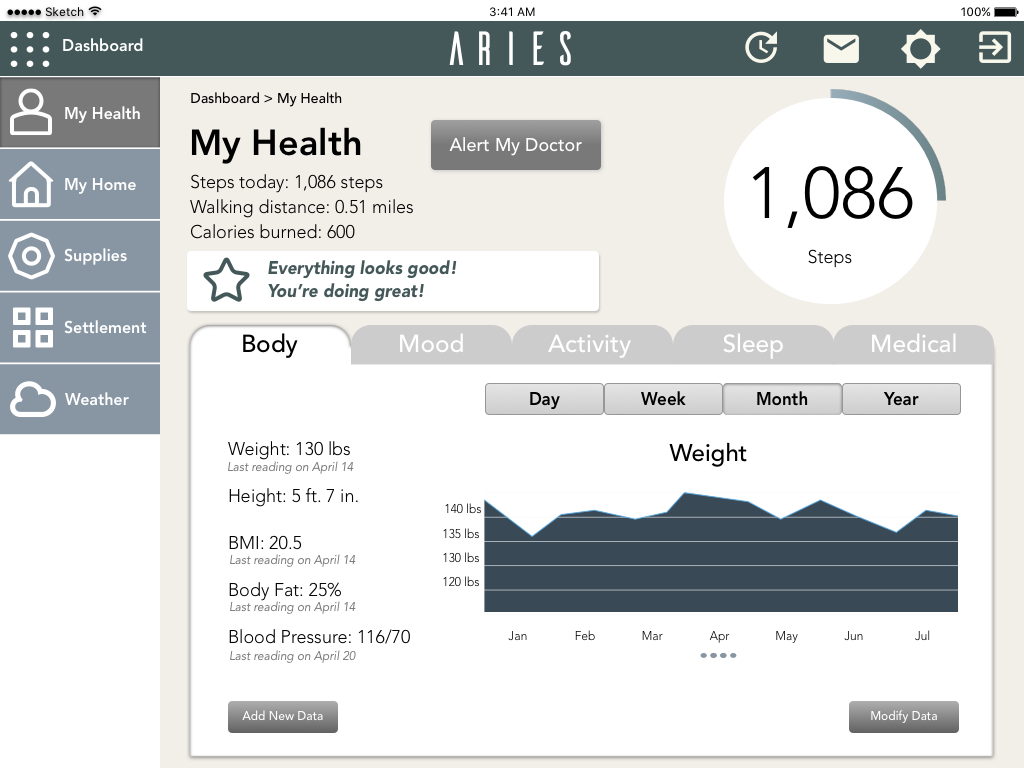 Sketch
3:41 AM
100%
Dashboard
ARIES
My Health
My Home
Supplies
Settlement
Weather
Dashboard > My Health
My Health
Alert My Doctor
Steps today: 1,086 steps
Walking distance: 0.51 miles
Calories burned: 600
Everything looks good!
You're doing great!
1,086
Steps
Body
Mood
Activity
Sleep
Medical
Day
Week
Month
Year
Weight: 130 lbs
Last reading on April 14
Height: 5 ft. 7 in.
BMI: 20.5
Last reading on April 14
Body Fat: 25%
Last reading on April 14
Blood Pressure: 116/70
Last reading on April 20
Weight
140 lbs
135 lbs
130 lbs
120 lbs
Jan Feb Mar Apr May Jun Jul
Add New Data
Modify Data